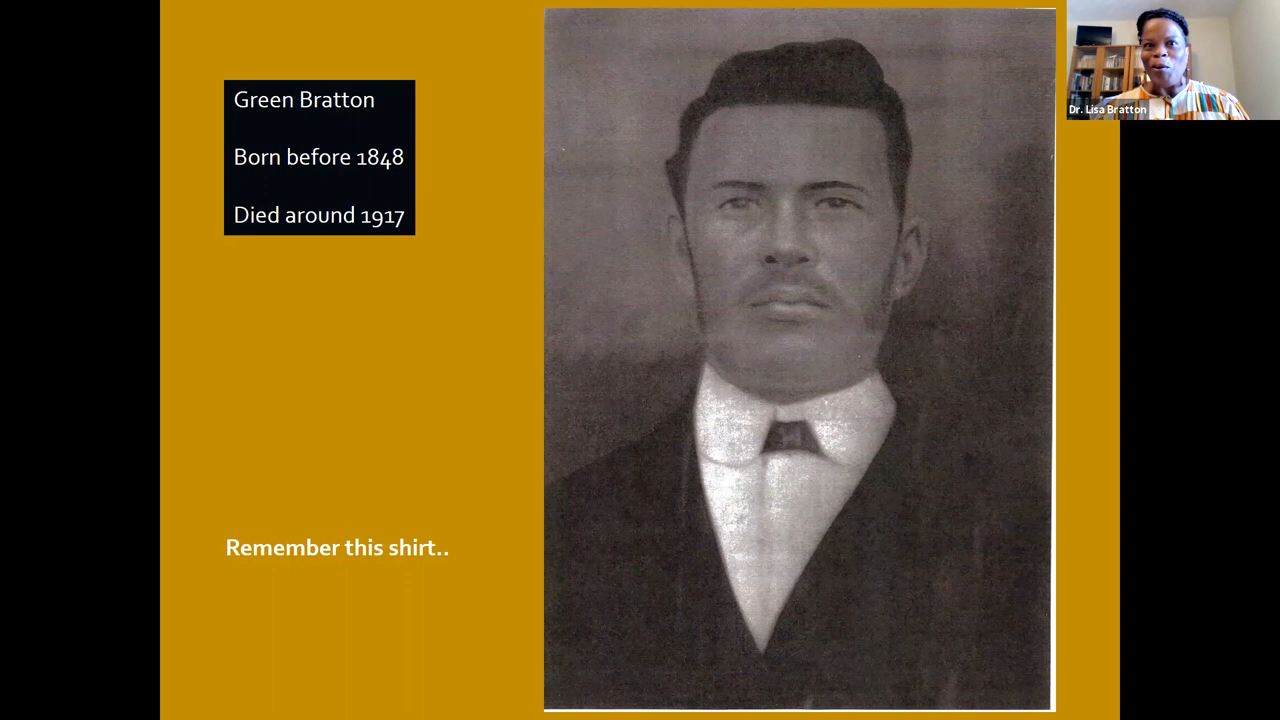 Green Bratton
Born before 1848
Died around 1917
Remember this shirt..
Dr. Lisa Bratton